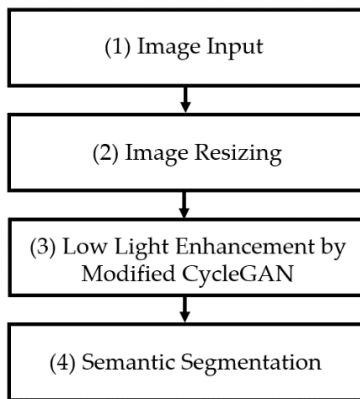 (1) Image Input
(2) Image Resizing
(3) Low Light Enhancement by
Modified CycleGAN
(4) Semantic Segmentation